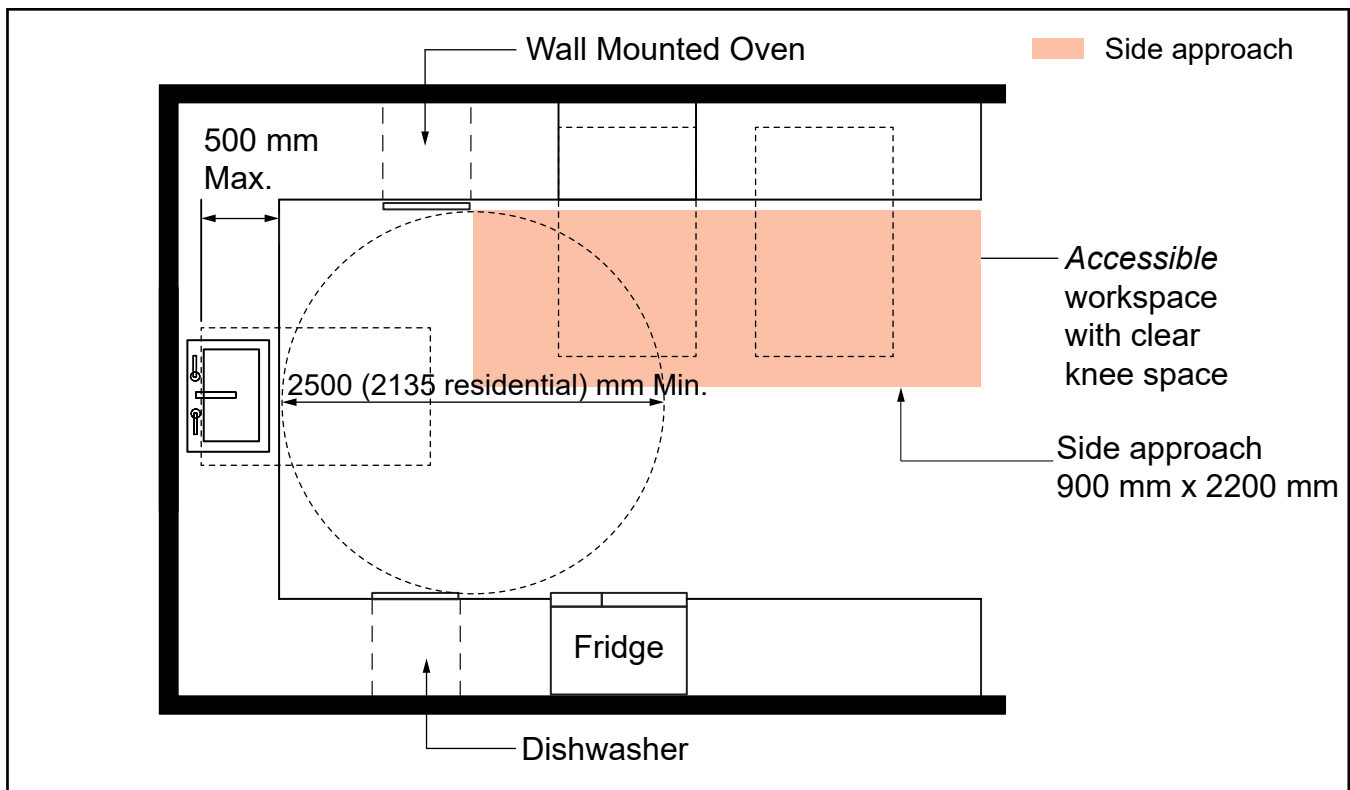 Wall Mounted Oven
Side approach
500 mm
Max.
Accessible
workspace
with clear
knee space
2500 (2135 residential) mm Min.
Side approach
900 mm x 2200 mm
Fridge
Dishwasher